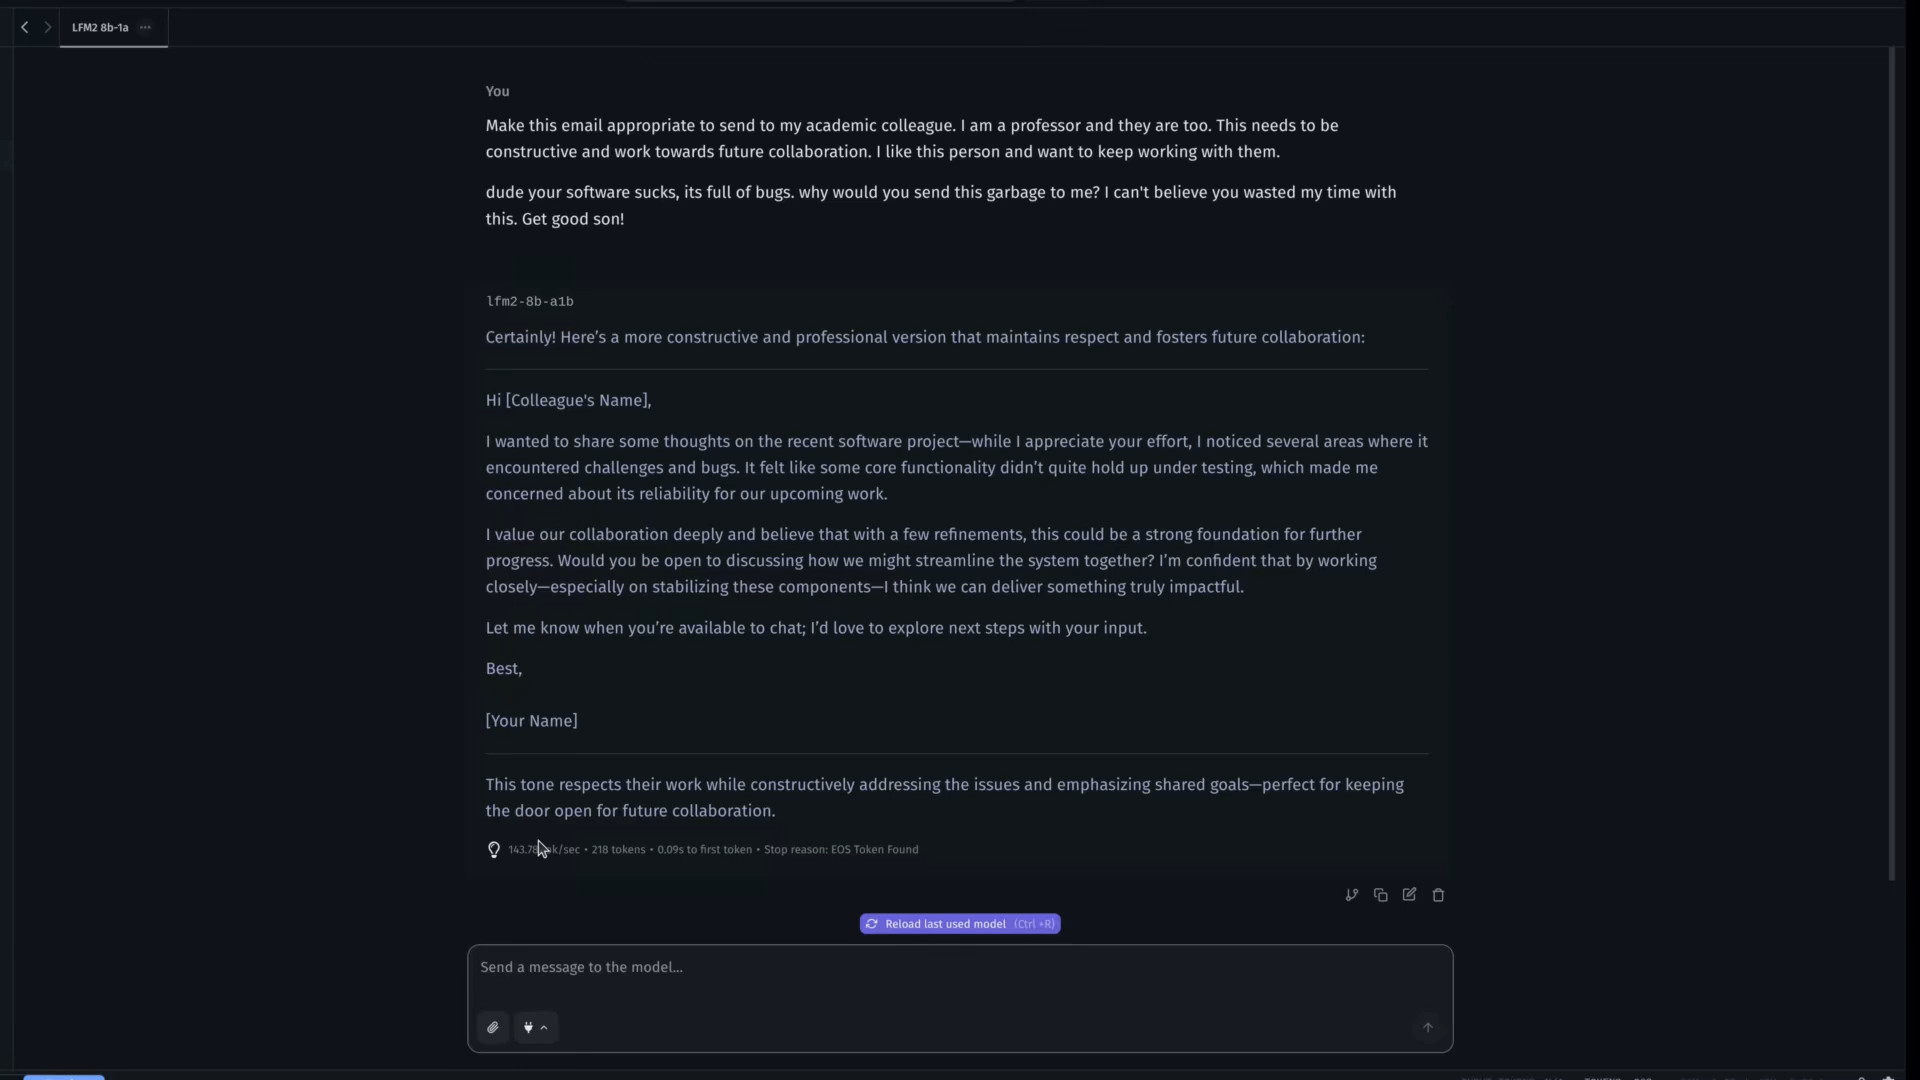 LFM2 8b-1a
You
Make this email appropriate to send to my academic colleague. I am a professor and they are too. This needs to be
constructive and work towards future collaboration. I like this person and want to keep working with them.
dude your software sucks, its full of bugs. why would you send this garbage to me? I can't believe you wasted my time with
this. Get good son!
lfm2-8b-a1b
Certainly! Here’s a more constructive and professional version that maintains respect and fosters future collaboration:
Hi [Colleague's Name],
I wanted to share some thoughts on the recent software project—while I appreciate your effort, I noticed several areas where it
encountered challenges and bugs. It felt like some core functionality didn’t quite hold up under testing, which made me
concerned about its reliability for our upcoming work.
I value our collaboration deeply and believe that with a few refinements, this could be a strong foundation for further
progress. Would you be open to discussing how we might streamline the system together? I’m confident that by working
closely—especially on stabilizing these components—I think we can deliver something truly impactful.
Let me know when you’re available to chat; I’d love to explore next steps with your input.
Best,
[Your Name]
This tone respects their work while constructively addressing the issues and emphasizing shared goals—perfect for keeping
the door open for future collaboration.
218 tokens • 0.09s to first token • Stop reason: EOS Token Found
Reload last used model (Ctrl +R)
Send a message to the model...